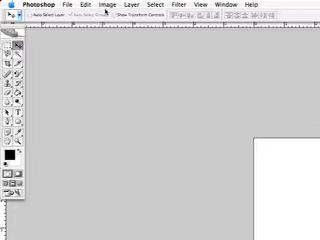 Photoshop File Edit Image Layer Select Filter View Window Help
Auto Select Layer Auto Select Groups Show Transform Controls
T